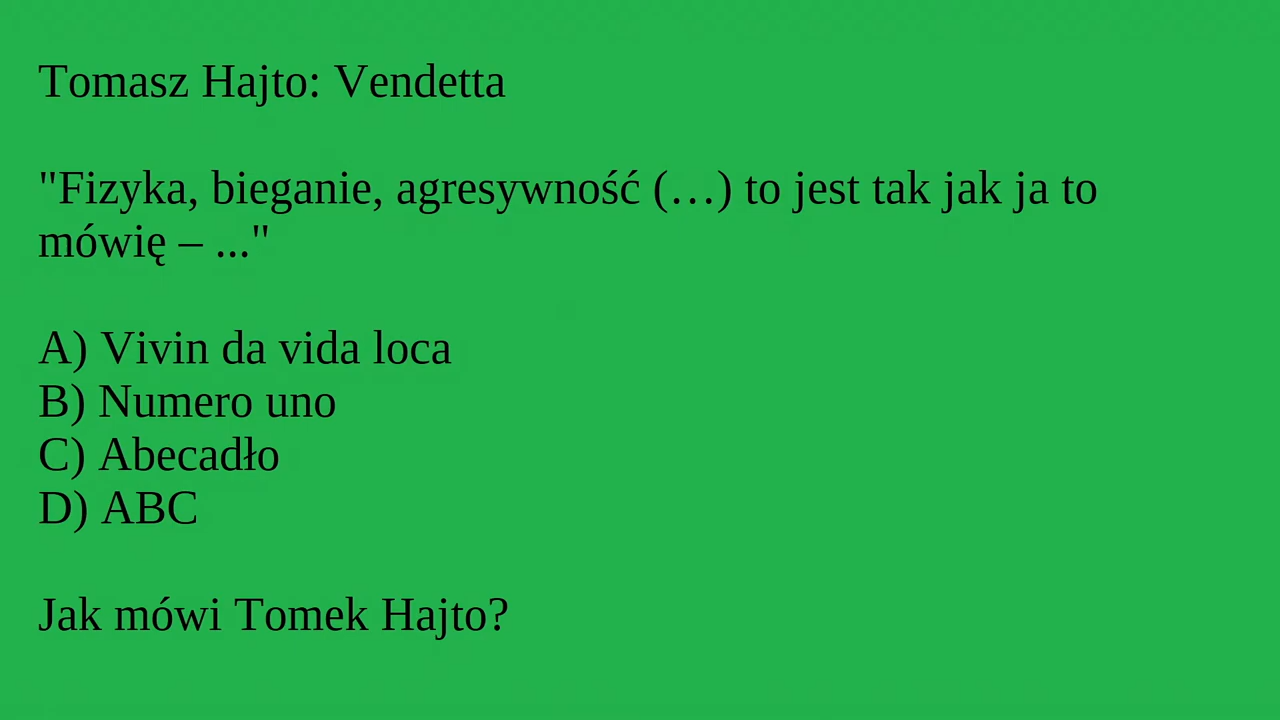 Tomasz Hajto: Vendetta
"Fizyka, bieganie, agresywność (…) to jest tak jak ja to
mówię – ..."
A) Vivin da vida loca
B) Numero uno
C) Abecadło
D) ABC
Jak mówi Tomek Hajto?